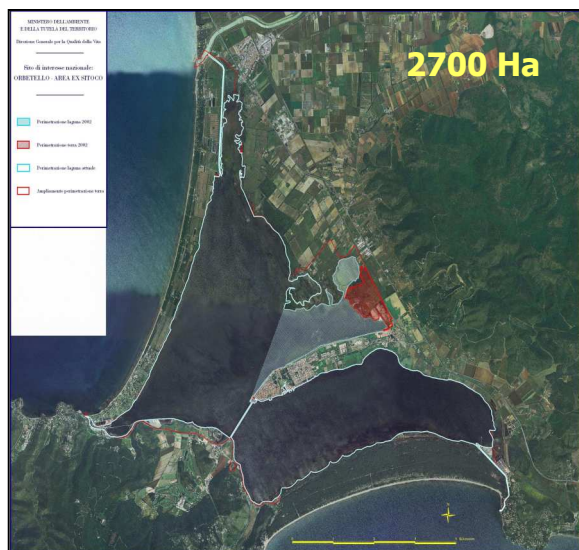 MINISTERO DELL'AMBIENTE
E DELLA TUTELA DEL TERRITORIO
Direzione Generale per la Qualità della Vita
Sito di interesse nazionale:
ORBETELLO - AREA EX SITOCO
Perimetrazione laguna 2002
Perimetrazione terra 2002
Perimetrazione laguna attuale
Ampliamento perimetrazione terra
2700 Ha